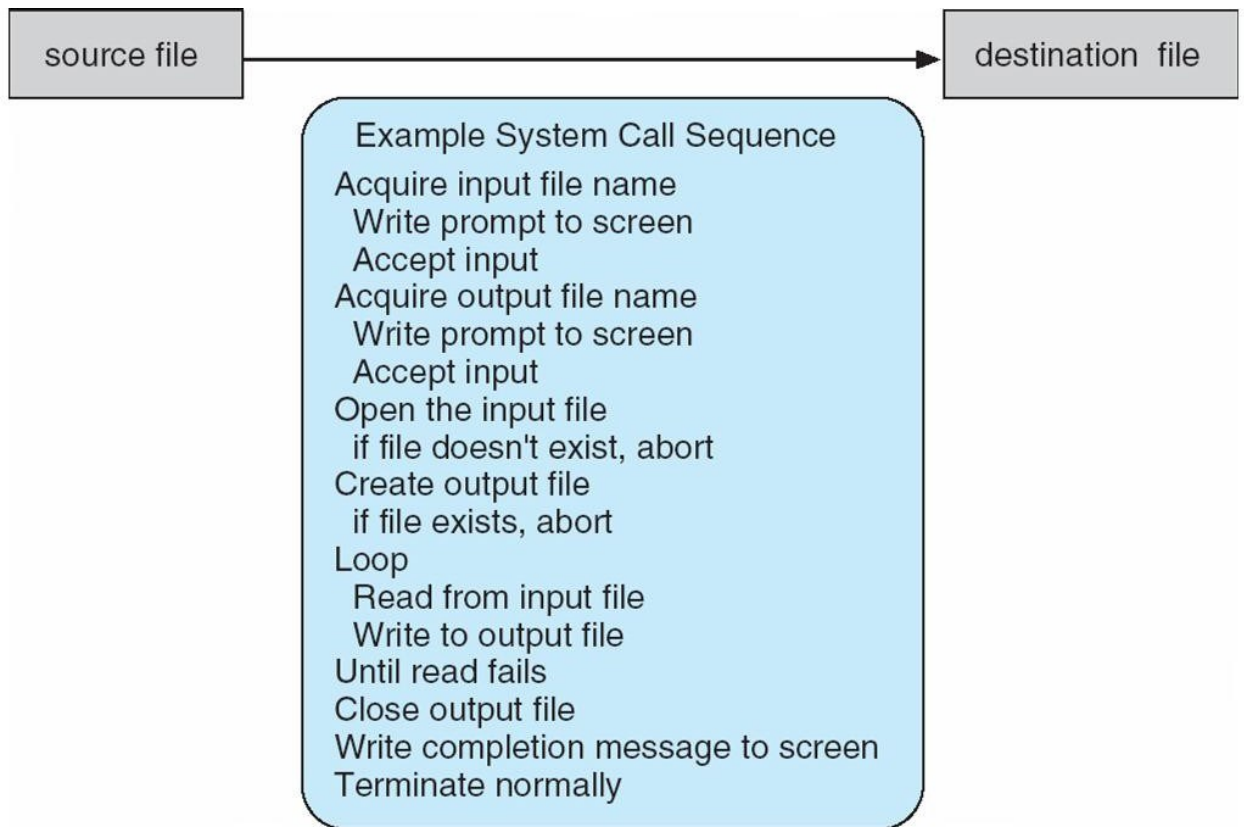 source file
destination file
Example System Call Sequence
Acquire input file name
Write prompt to screen
Accept input
Acquire output file name
Write prompt to screen
Accept input
Open the input file
if file doesn't exist, abort
Create output file
if file exists, abort
Loop
Read from input file
Write to output file
Until read fails
Close output file
Write completion message to screen
Terminate normally